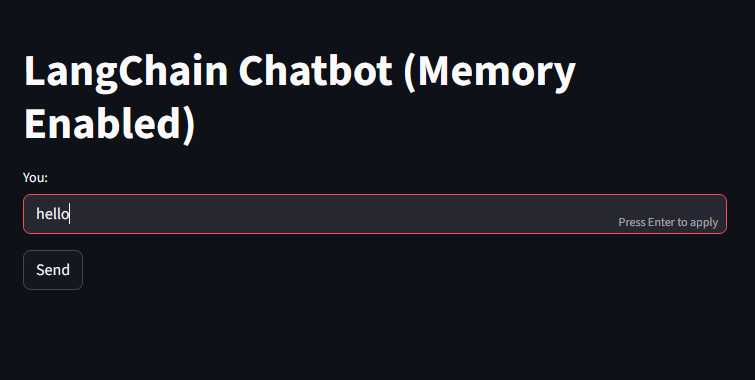 LangChain Chatbot (Memory
Enabled)
You:
hello
Press Enter to apply
Send